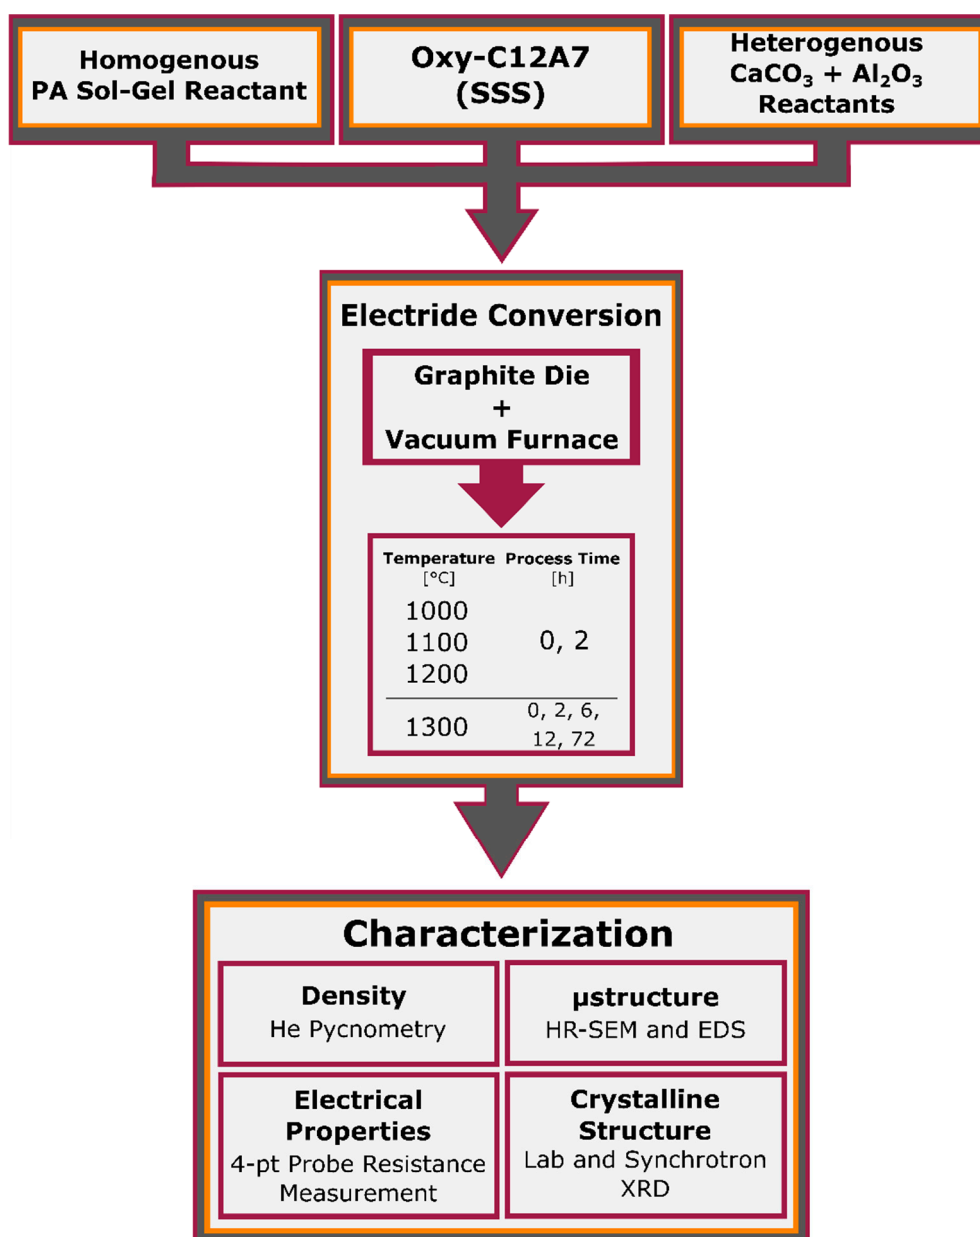 Homogenous
PA Sol-Gel Reactant
Oxy-C12A7
(SSS)
Heterogenous
CaCO₃ + Al₂O₃
Reactants
Electride Conversion
Graphite Die
+
Vacuum Furnace
Temperature Process Time
[°C] [h]
1000
1100 0, 2
1200
1300 0, 2, 6,
12, 72
Characterization
Density
He Pycnometry
µstructure
HR-SEM and EDS
Electrical
Properties
4-pt Probe Resistance
Measurement
Crystalline
Structure
Lab and Synchrotron
XRD